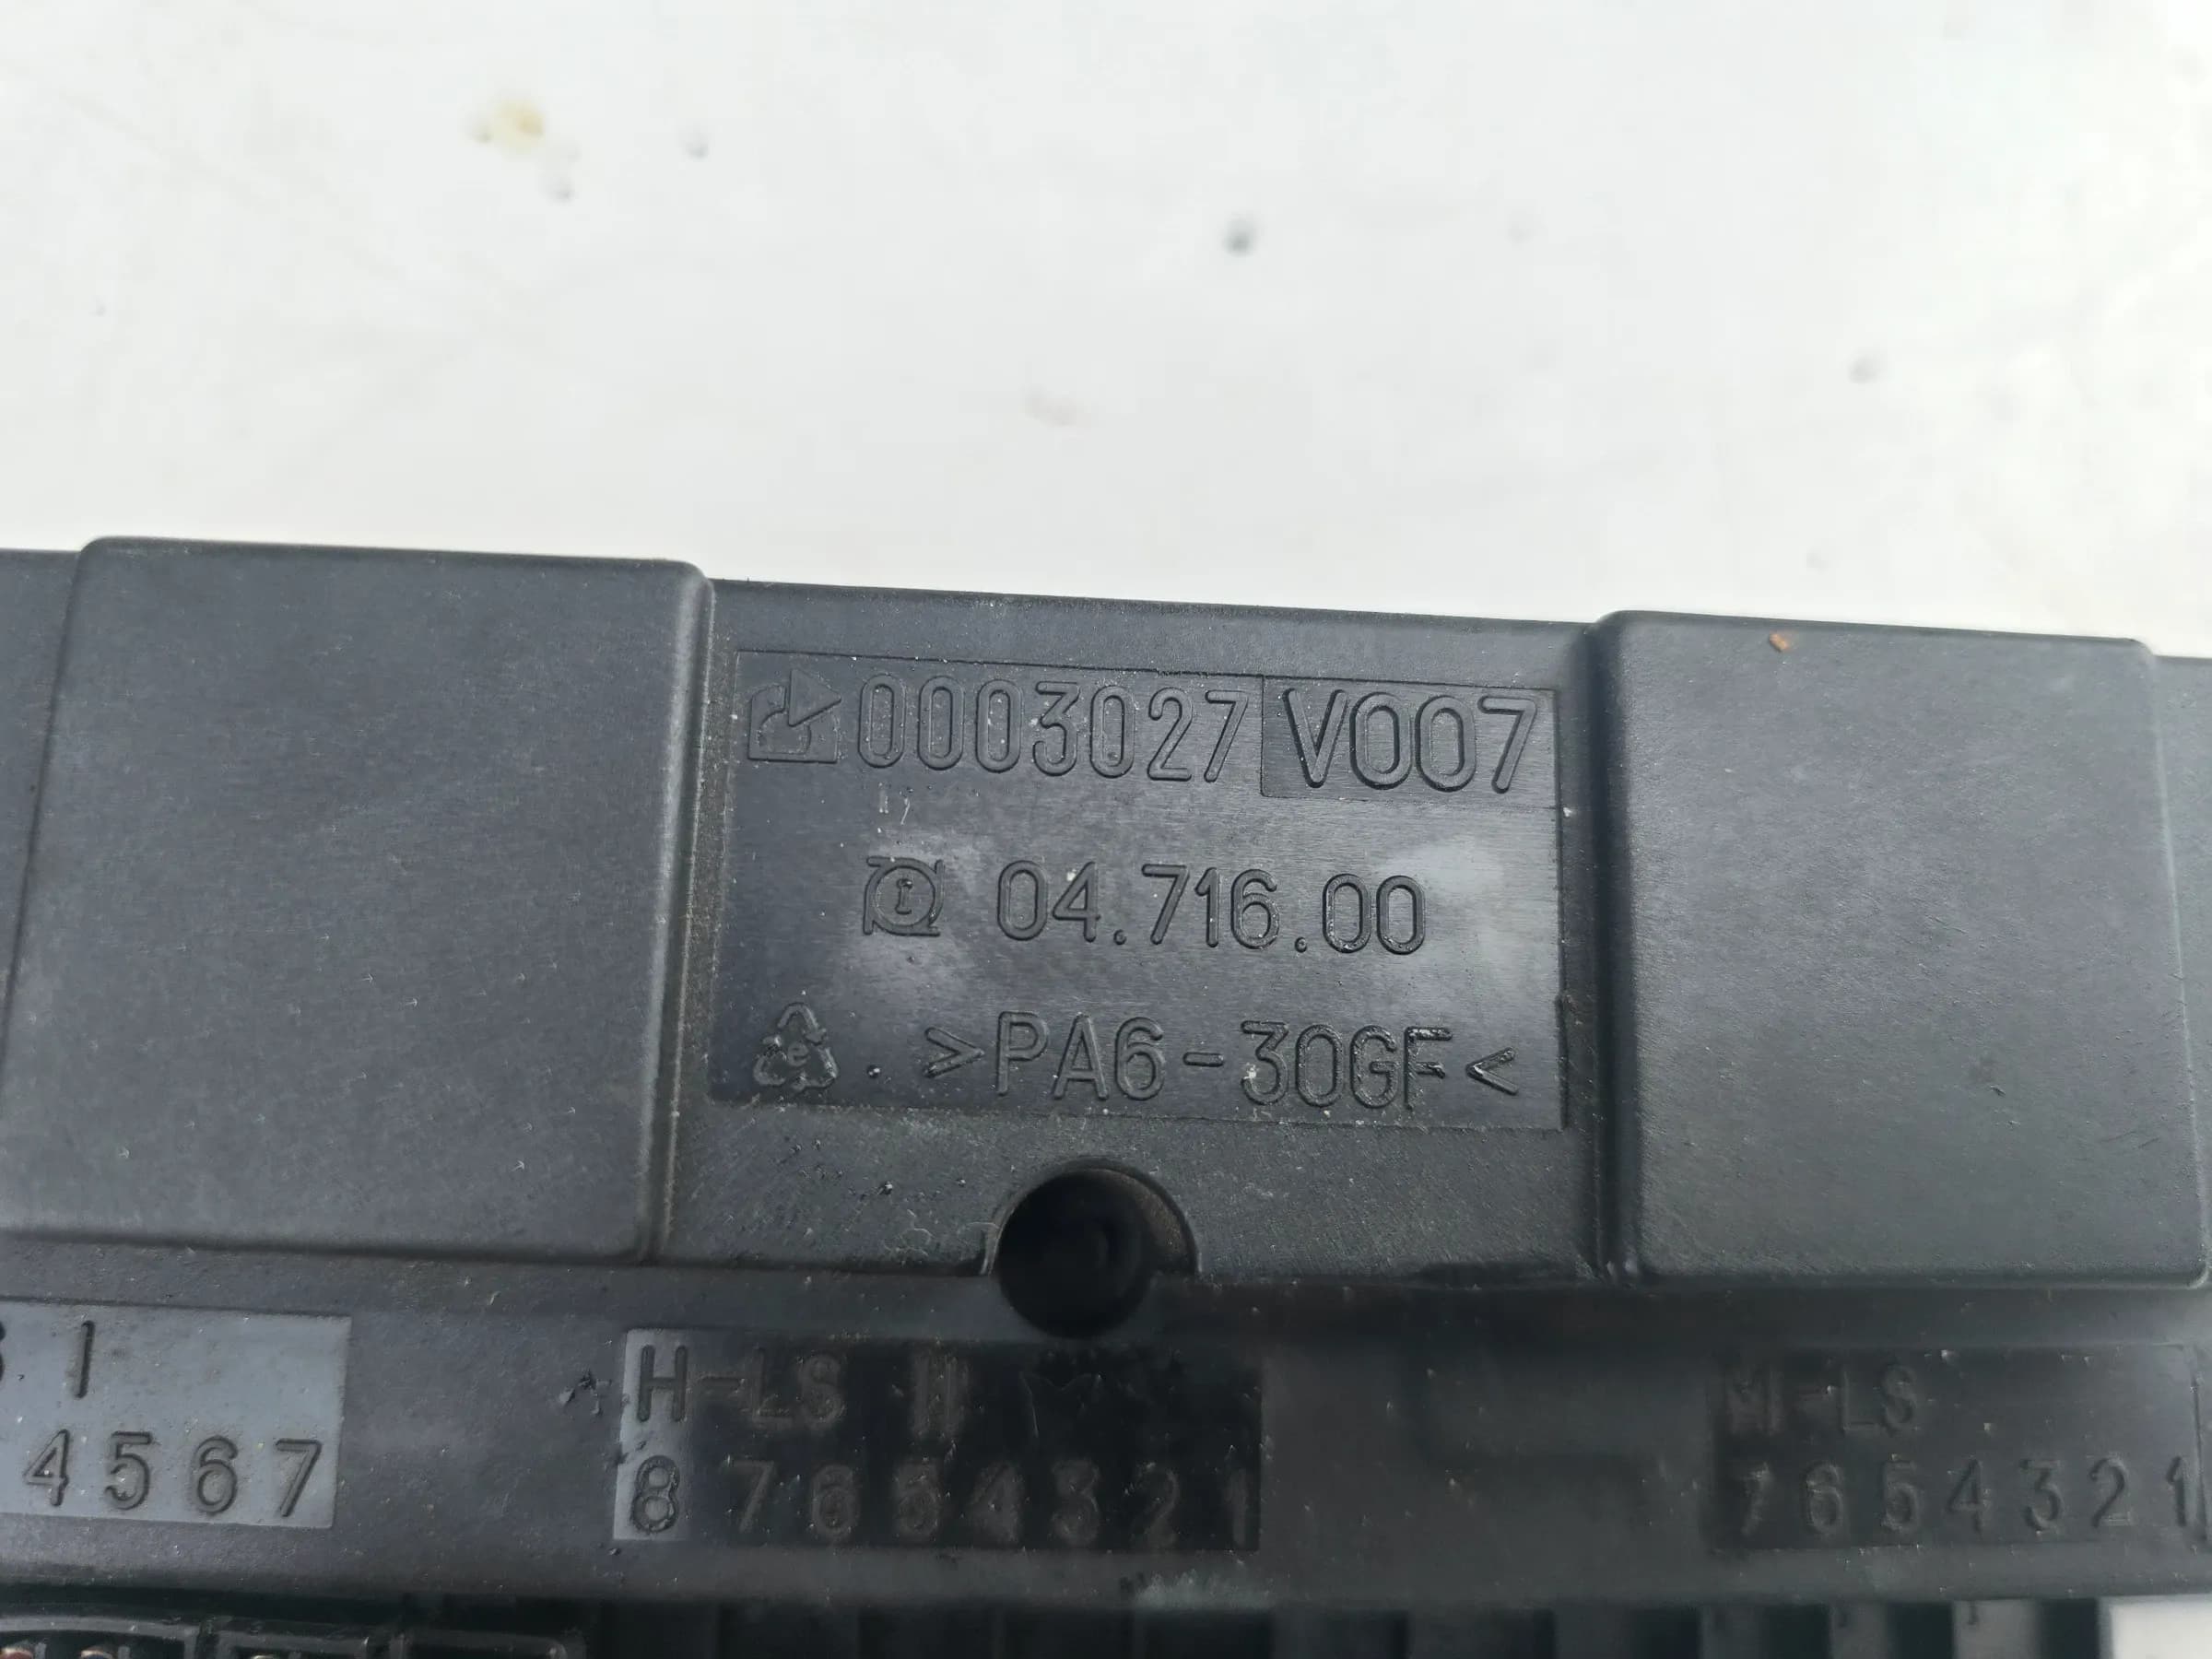 0003027 V007
04.716.00
>PA6-30GF<
S I
4567
H-LS II
87654321
M-LS
7654321